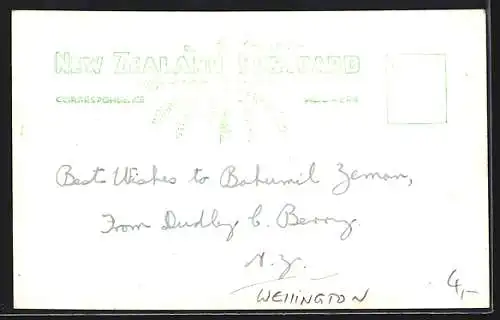 NEW ZEALAND POSTCARD
CORRESPONDENCE ADDRESS
Best Wishes to Bohumil Zeman,
From Dudley C. Berry.
N.Z.
WEllINGTON
4,-